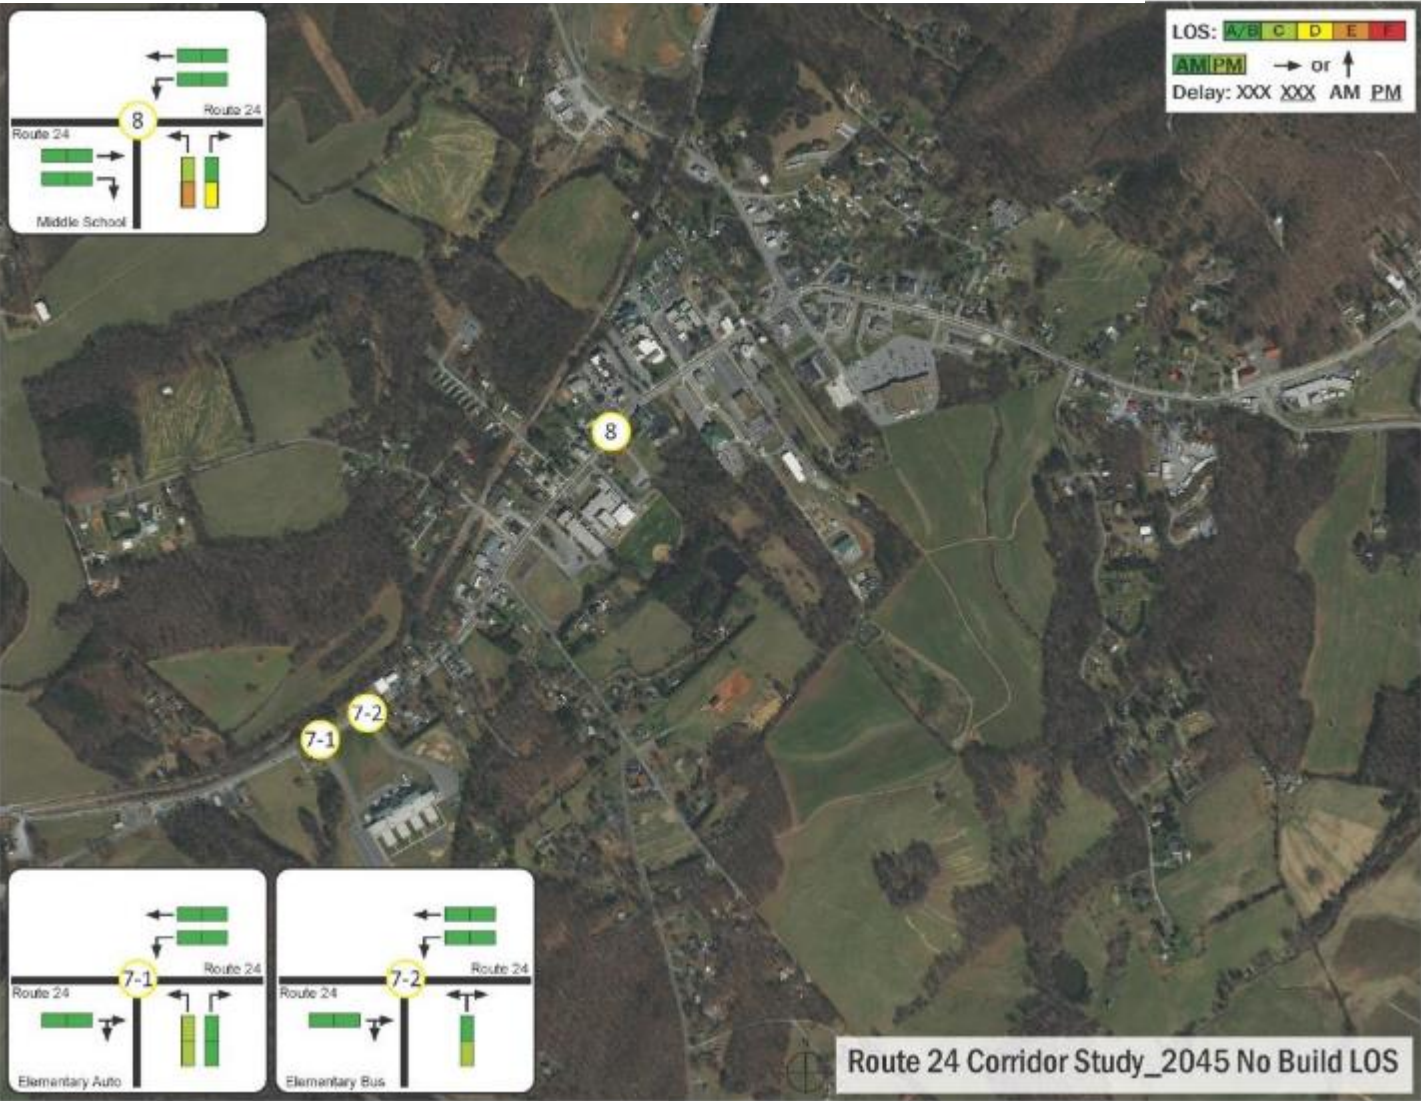 Route 24
8
Route 24
Middle School
LOS: A/B C D E F
AM PM → or ↑
Delay: XXX XXX AM PM
8
7-2
7-1
Route 24
7-1
Route 24
Elementary Auto
Route 24
7-2
Route 24
Elementary Bus
N
Route 24 Corridor Study_2045 No Build LOS